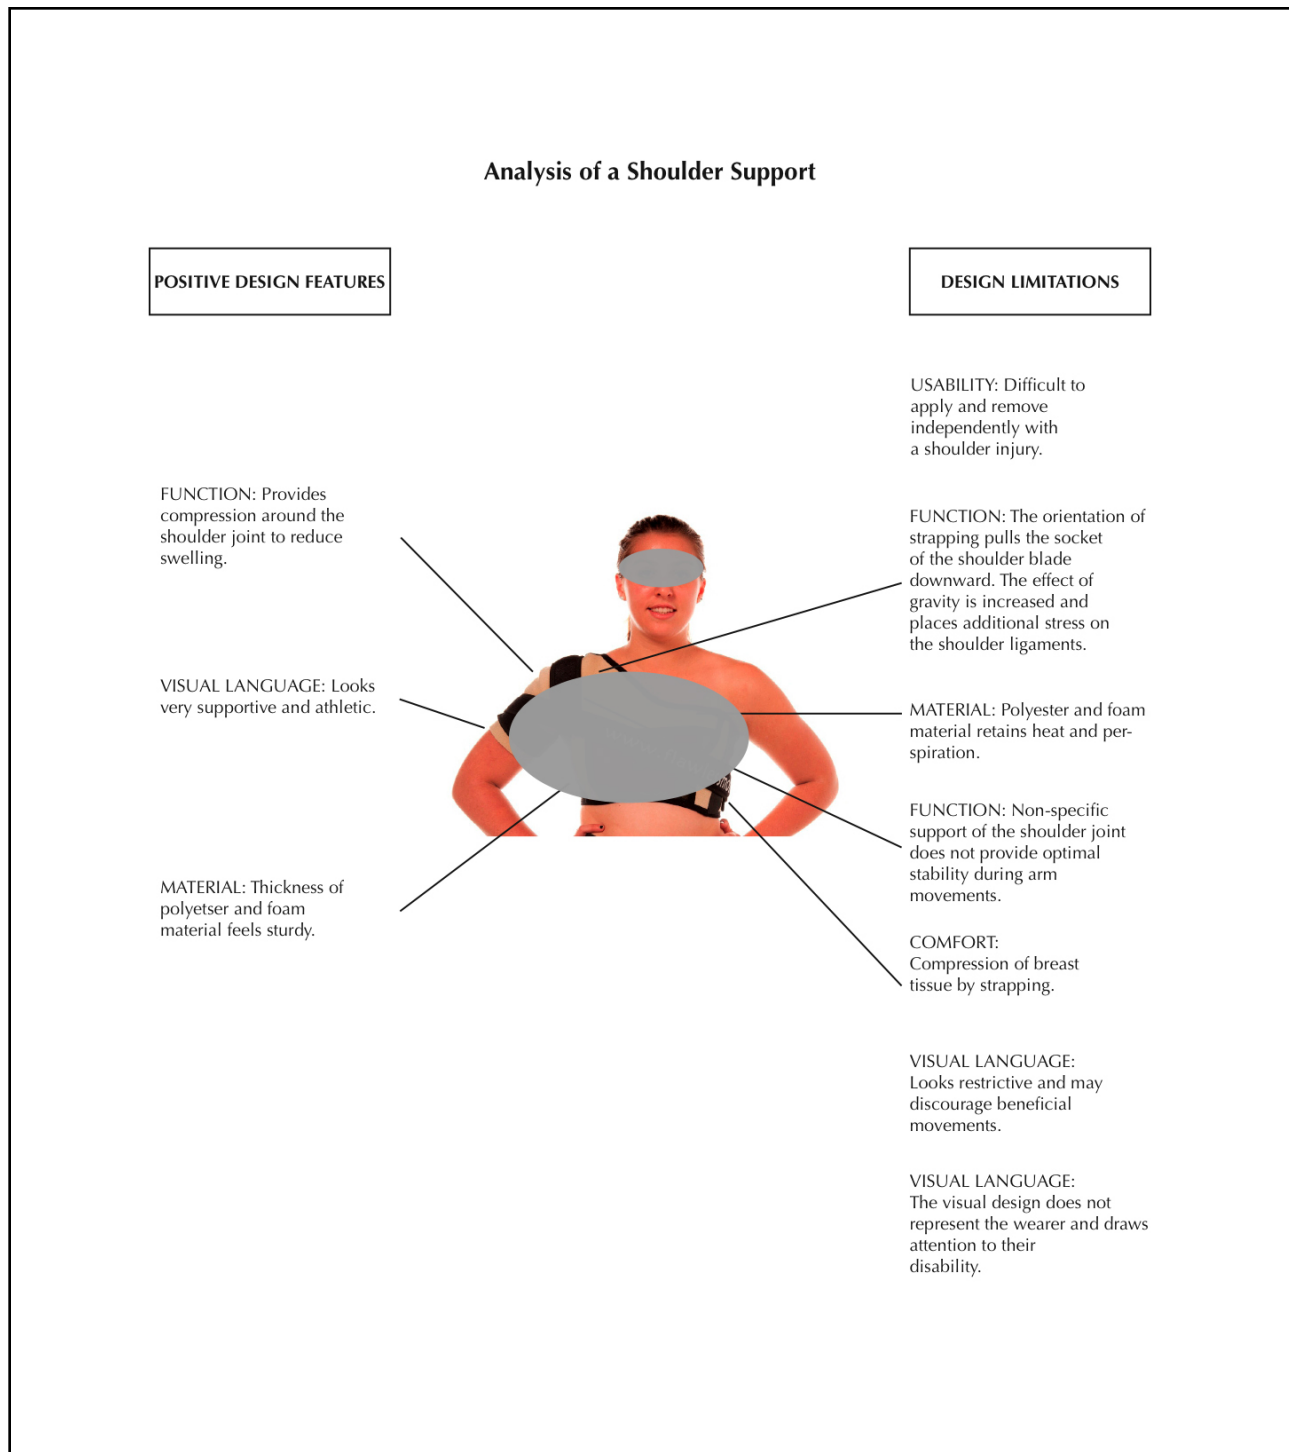 Analysis of a Shoulder Support
POSITIVE DESIGN FEATURES
FUNCTION: Provides
compression around the
shoulder joint to reduce
swelling.
VISUAL LANGUAGE: Looks
very supportive and athletic.
MATERIAL: Thickness of
polyetser and foam
material feels sturdy.
DESIGN LIMITATIONS
USABILITY: Difficult to
apply and remove
independently with
a shoulder injury.
FUNCTION: The orientation of
strapping pulls the socket
of the shoulder blade
downward. The effect of
gravity is increased and
places additional stress on
the shoulder ligaments.
MATERIAL: Polyester and foam
material retains heat and per-
spiration.
FUNCTION: Non-specific
support of the shoulder joint
does not provide optimal
stability during arm
movements.
COMFORT:
Compression of breast
tissue by strapping.
VISUAL LANGUAGE:
Looks restrictive and may
discourage beneficial
movements.
VISUAL LANGUAGE:
The visual design does not
represent the wearer and draws
attention to their
disability.